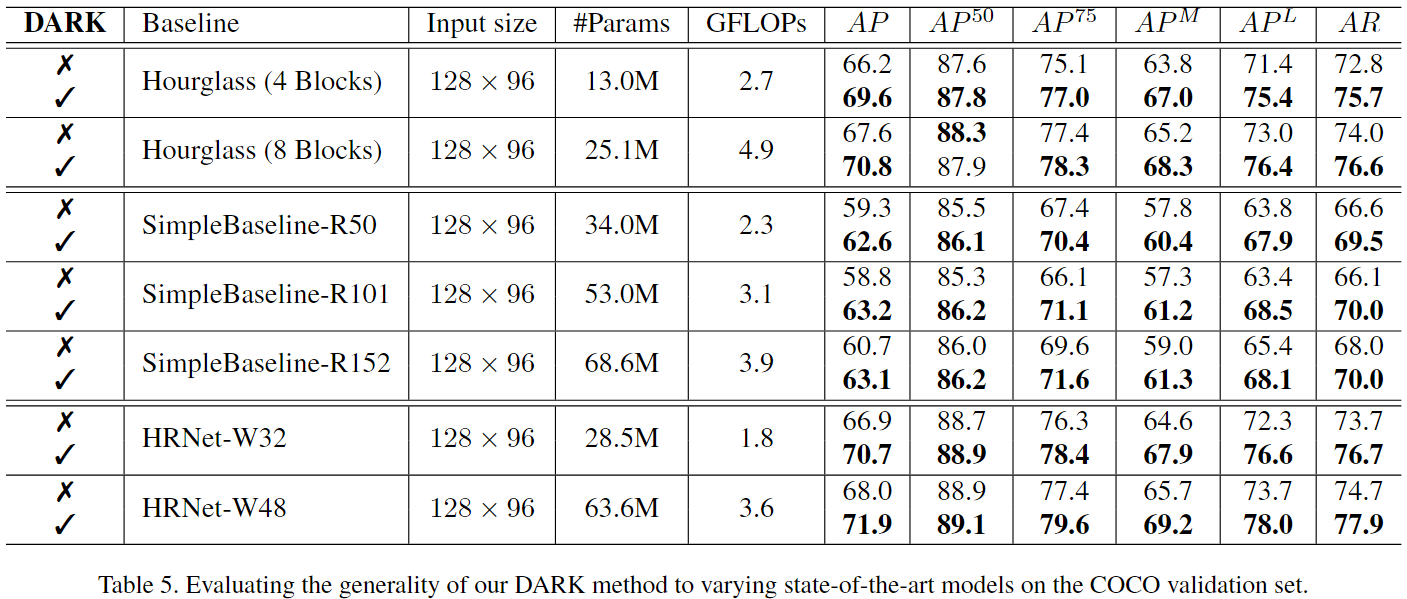 DARK Baseline Input size #Params GFLOPs AP AP^50 AP^75 AP^M AP^L AR
✗ 66.2 87.6 75.1 63.8 71.4 72.8
Hourglass (4 Blocks) 128 × 96 13.0M 2.7
✓ 69.6 87.8 77.0 67.0 75.4 75.7
✗ 67.6 88.3 77.4 65.2 73.0 74.0
Hourglass (8 Blocks) 128 × 96 25.1M 4.9
✓ 70.8 87.9 78.3 68.3 76.4 76.6
✗ 59.3 85.5 67.4 57.8 63.8 66.6
SimpleBaseline-R50 128 × 96 34.0M 2.3
✓ 62.6 86.1 70.4 60.4 67.9 69.5
✗ 58.8 85.3 66.1 57.3 63.4 66.1
SimpleBaseline-R101 128 × 96 53.0M 3.1
✓ 63.2 86.2 71.1 61.2 68.5 70.0
✗ 60.7 86.0 69.6 59.0 65.4 68.0
SimpleBaseline-R152 128 × 96 68.6M 3.9
✓ 63.1 86.2 71.6 61.3 68.1 70.0
✗ 66.9 88.7 76.3 64.6 72.3 73.7
HRNet-W32 128 × 96 28.5M 1.8
✓ 70.7 88.9 78.4 67.9 76.6 76.7
✗ 68.0 88.9 77.4 65.7 73.7 74.7
HRNet-W48 128 × 96 63.6M 3.6
✓ 71.9 89.1 79.6 69.2 78.0 77.9
Table 5. Evaluating the generality of our DARK method to varying state-of-the-art models on the COCO validation set.